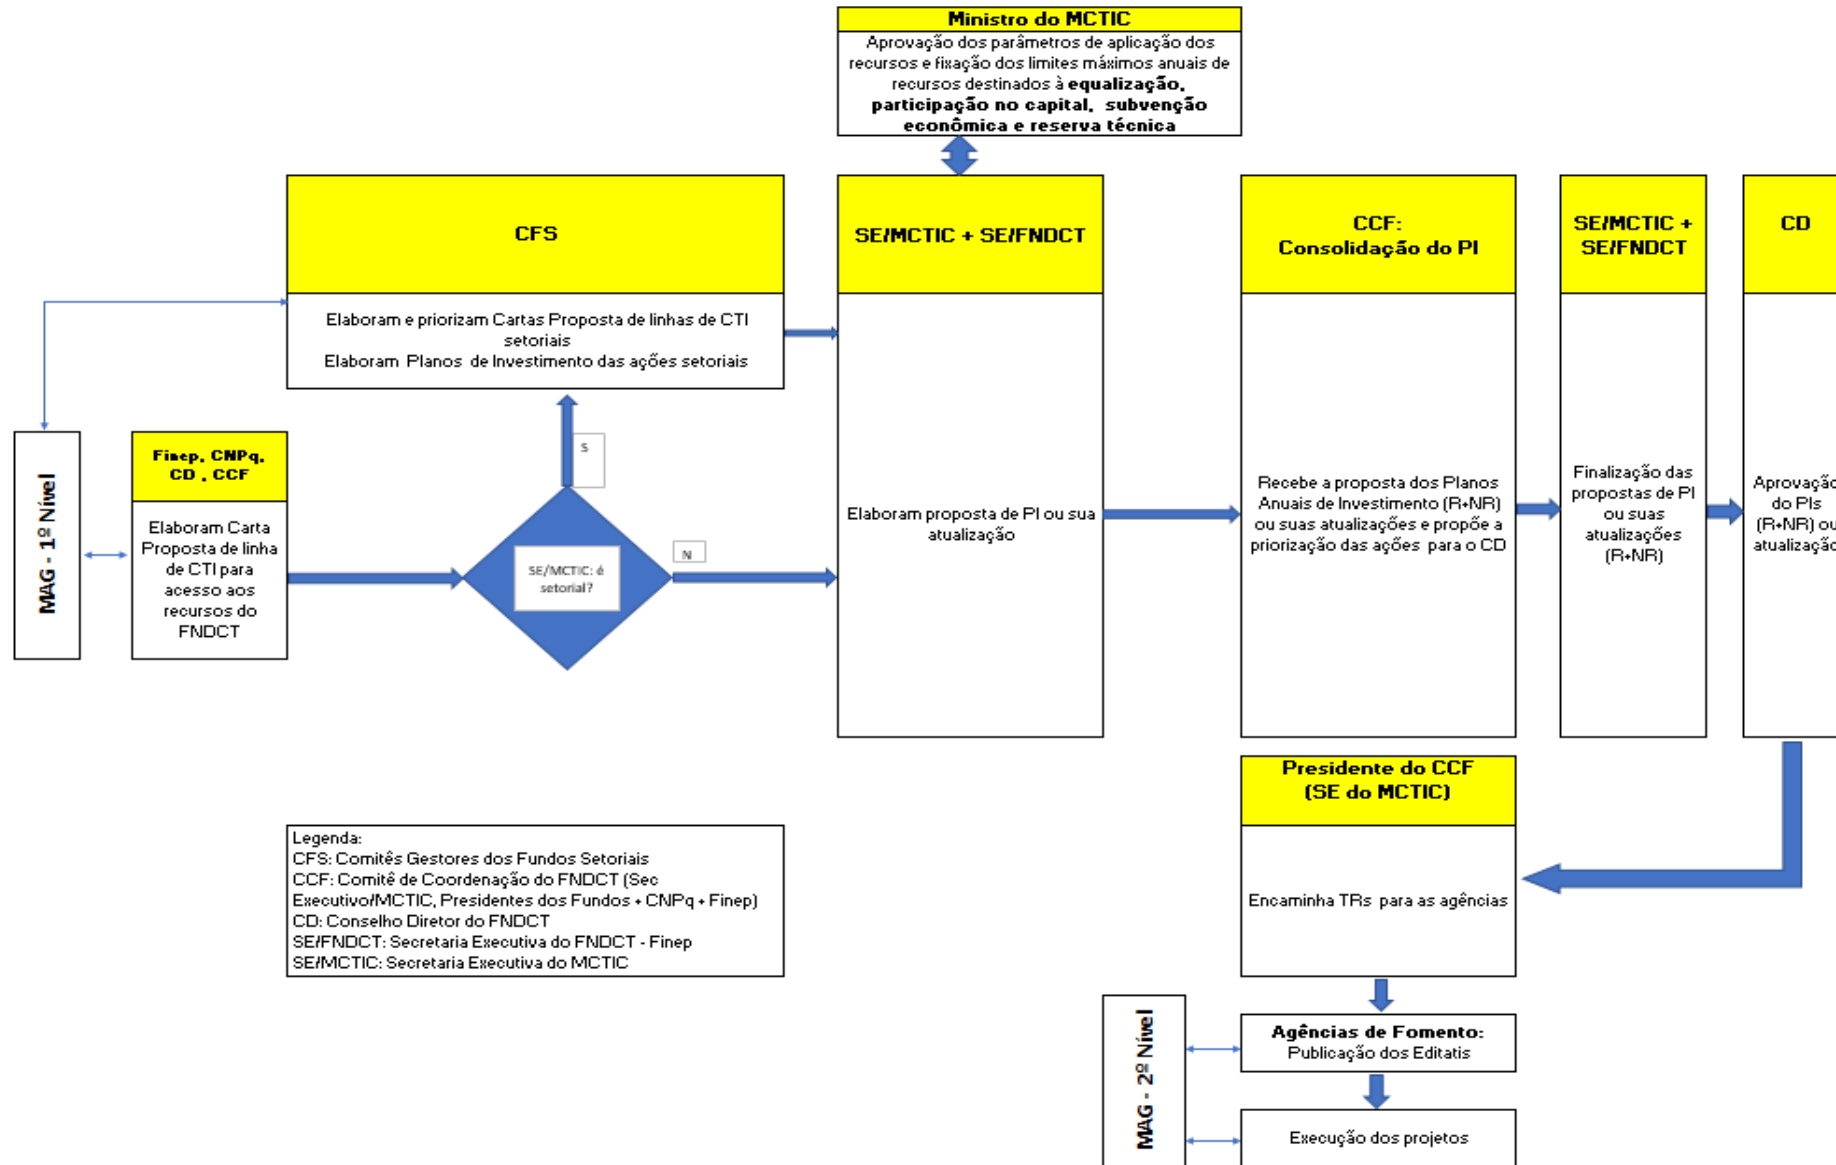 Ministro do MCTIC
Aprovação dos parâmetros de aplicação dos
recursos e fixação dos limites máximos anuais de
recursos destinados à equalização,
participação no capital, subvenção
econômica e reserva técnica
CFS
Elaboram e priorizam Cartas Proposta de linhas de CTI
setoriais
Elaboram Planos de Investimento das ações setoriais
SE/MCTIC + SE/FNDCT
Elaboram proposta de PI ou sua
atualização
CCF:
Consolidação do PI
Recebe a proposta dos Planos
Anuais de Investimento (R+NR)
ou suas atualizações e propõe a
priorização das ações para o CD
SE/MCTIC +
SE/FNDCT
Finalização das
propostas de PI
ou suas
atualizações
(R+NR)
CD
Aprovação
do PIs
(R+NR) ou
atualização
MAG - 1º Nível
Finep, CNPq,
CD , CCF
Elaboram Carta
Proposta de linha
de CTI para
acesso aos
recursos do
FNDCT
S
SE/MCTIC: é
setorial?
N
Presidente do CCF
(SE do MCTIC)
Encaminha TRs para as agências
Legenda:
CFS: Comitês Gestores dos Fundos Setoriais
CCF: Comitê de Coordenação do FNDCT (Sec
Executivo/MCTIC, Presidentes dos Fundos + CNPq + Finep)
CD: Conselho Diretor do FNDCT
SE/FNDCT: Secretaria Executiva do FNDCT - Finep
SE/MCTIC: Secretaria Executiva do MCTIC
MAG - 2º Nível
Agências de Fomento:
Publicação dos Editatis
Execução dos projetos